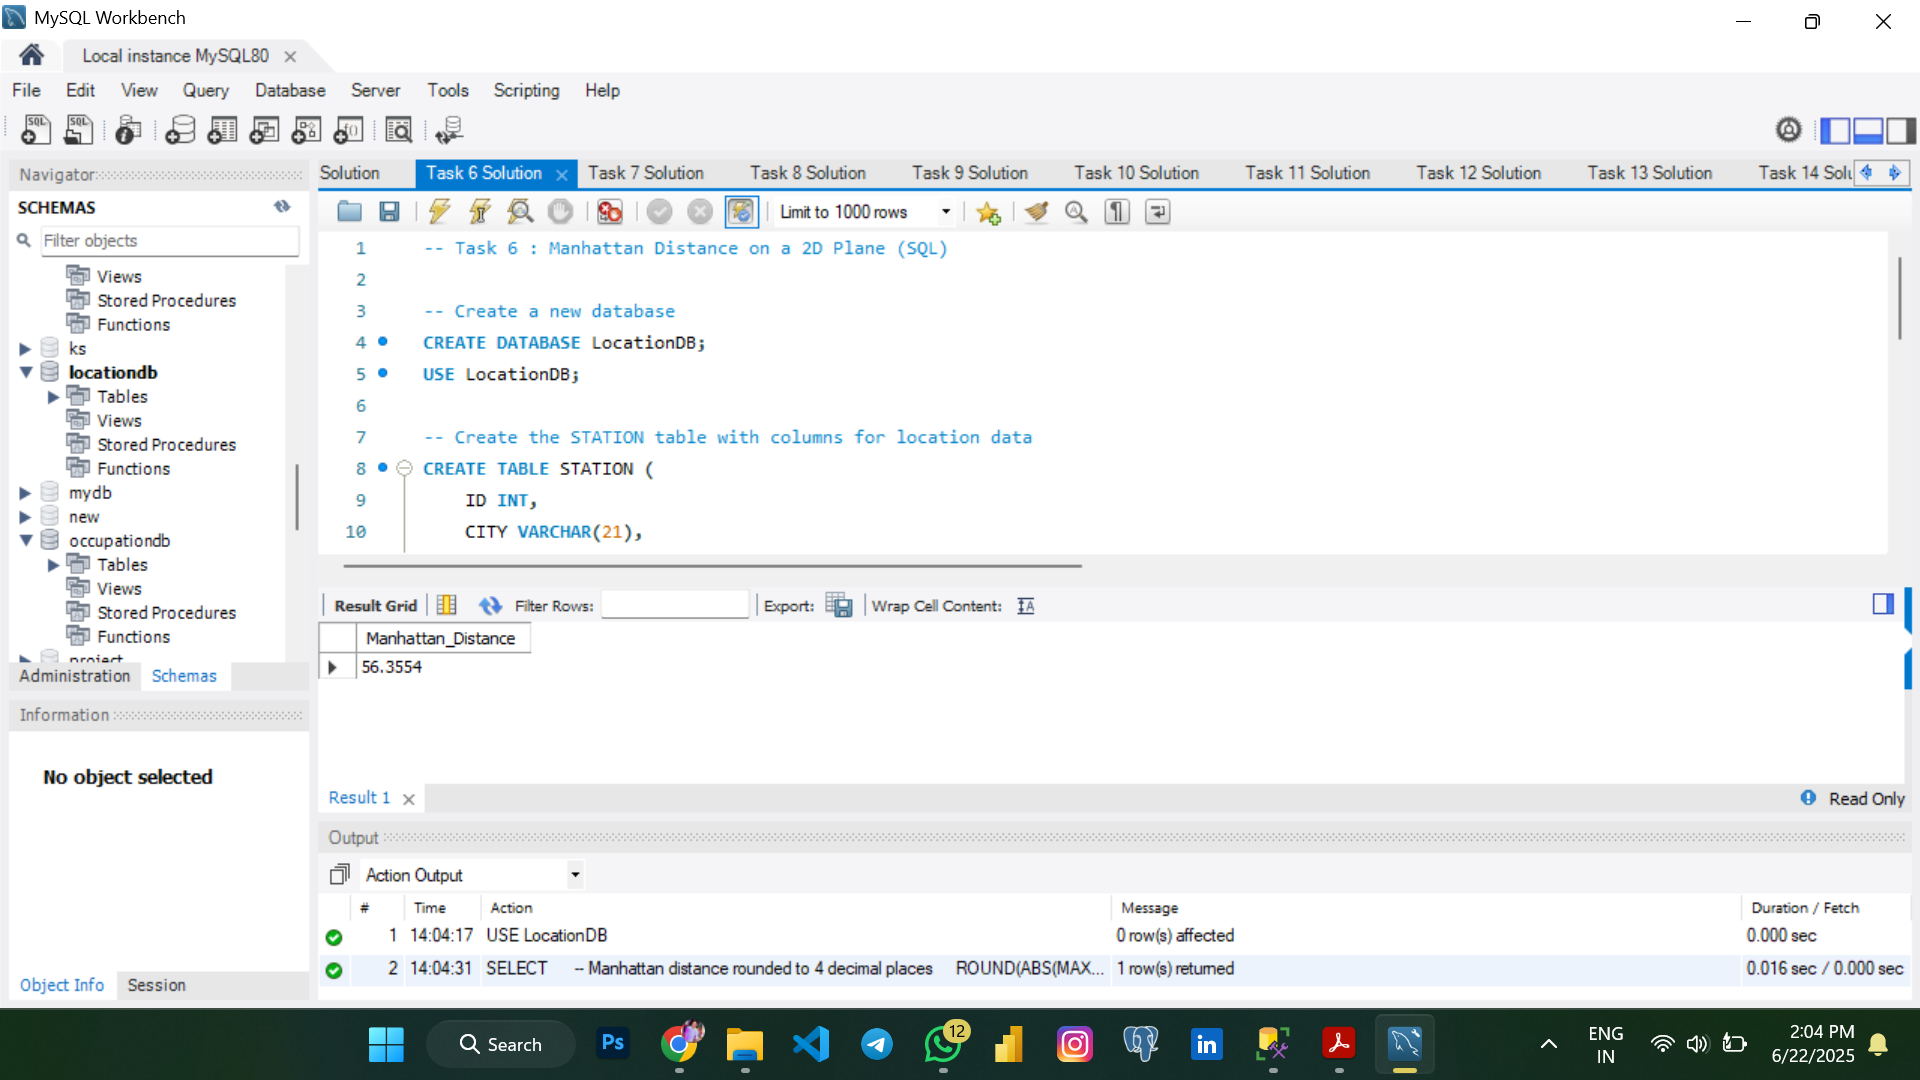 MySQL Workbench
Local instance MySQL80
File Edit View Query Database Server Tools Scripting Help
Navigator
SCHEMAS
Filter objects
Views
Stored Procedures
Functions
ks
locationdb
Tables
Views
Stored Procedures
Functions
mydb
new
occupationdb
Tables
Views
Stored Procedures
Functions
project
Administration Schemas
Information
No object selected
Object Info Session
Solution Task 6 Solution Task 7 Solution Task 8 Solution Task 9 Solution Task 10 Solution Task 11 Solution Task 12 Solution Task 13 Solution Task 14 Solu
Limit to 1000 rows
1 -- Task 6 : Manhattan Distance on a 2D Plane (SQL)
2
3 -- Create a new database
4 CREATE DATABASE LocationDB;
5 USE LocationDB;
6
7 -- Create the STATION table with columns for location data
8 CREATE TABLE STATION (
9 ID INT,
10 CITY VARCHAR(21),
Result Grid Filter Rows: Export: Wrap Cell Content:
Manhattan_Distance
56.3554
Result 1 Read Only
Output
Action Output
# Time Action Message Duration / Fetch
1 14:04:17 USE LocationDB 0 row(s) affected 0.000 sec
2 14:04:31 SELECT -- Manhattan distance rounded to 4 decimal places ROUND(ABS(MAX... 1 row(s) returned 0.016 sec / 0.000 sec
Search
Ps
12
in
ENG
IN
2:04 PM
6/22/2025